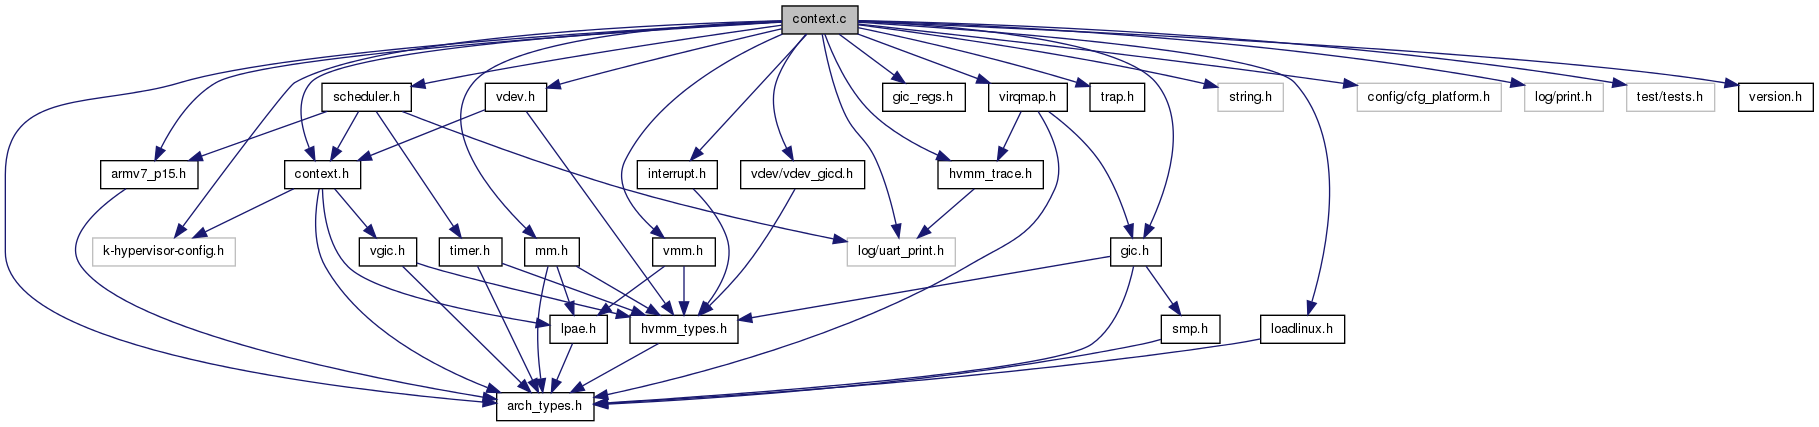 context.c
scheduler.h
vdev.h
gic_regs.h
virqmap.h
trap.h
string.h
config/cfg_platform.h
log/print.h
test/tests.h
version.h
armv7_p15.h
context.h
interrupt.h
vdev/vdev_gicd.h
hvmm_trace.h
k-hypervisor-config.h
vgic.h
timer.h
mm.h
vmm.h
log/uart_print.h
gic.h
lpae.h
hvmm_types.h
smp.h
loadlinux.h
arch_types.h